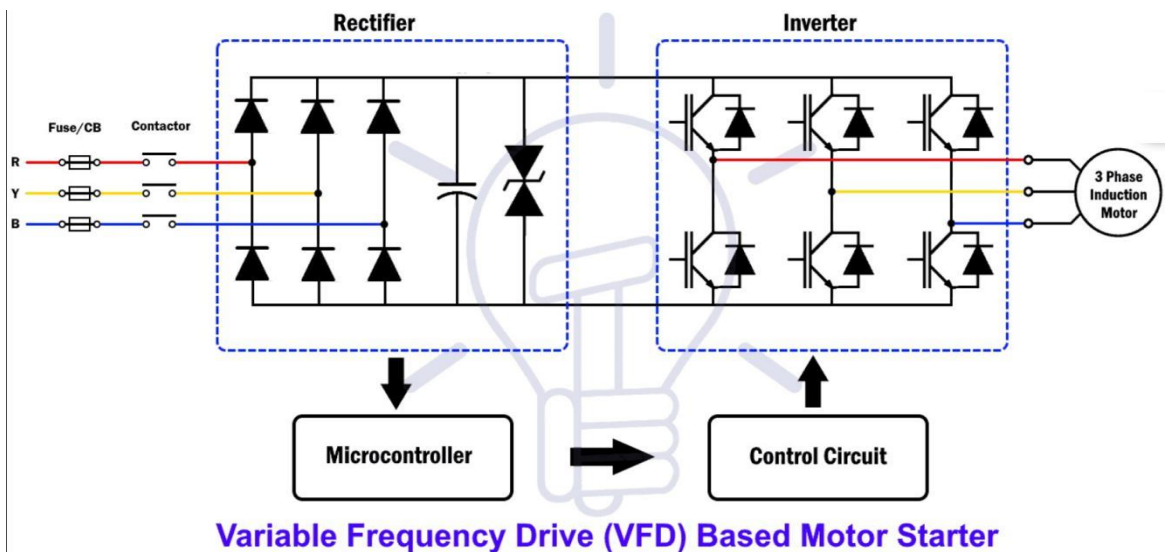 Rectifier
Inverter
Fuse/CB
Contactor
R
Y
B
3 Phase
Induction
Motor
Microcontroller
Control Circuit
Variable Frequency Drive (VFD) Based Motor Starter